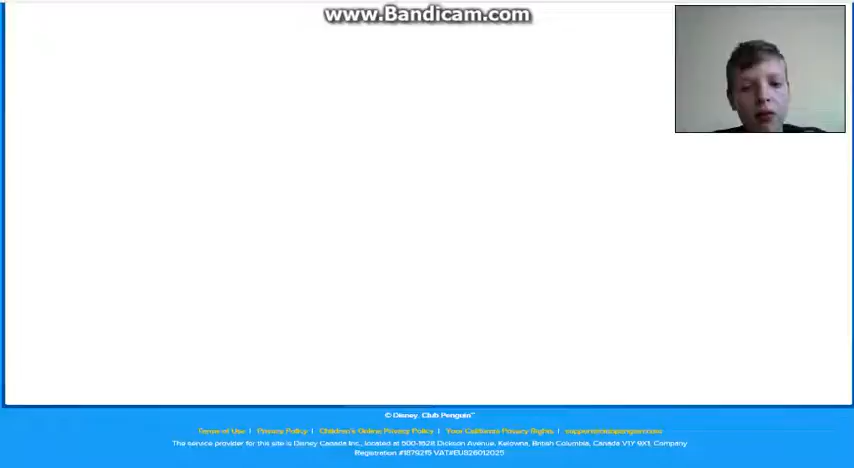 www.Bandicam.com
© Disney. Club Penguin™
Terms of Use | Privacy Policy | Children's Online Privacy Policy | Your California Privacy Rights |
The service provider for this site is Disney Canada Inc., located at 500-1628 Dickson Avenue, Kelowna, British Columbia, Canada V1Y 9X1, Company
Registration